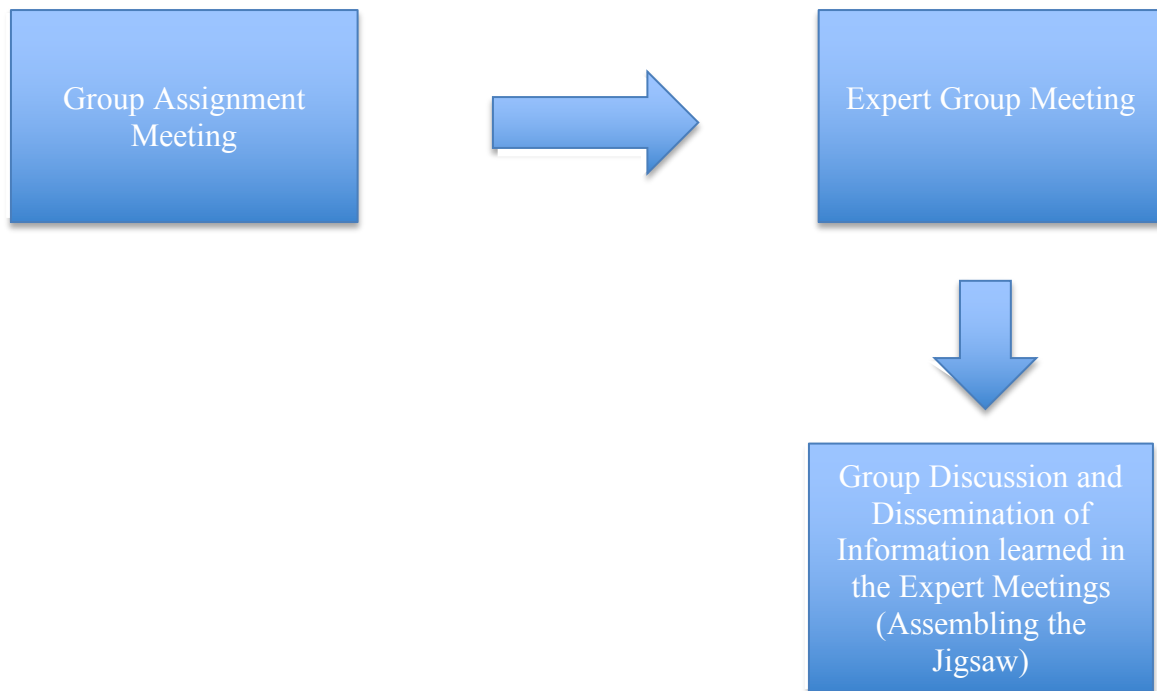 Group Assignment
Meeting
Expert Group Meeting
Group Discussion and
Dissemination of
Information learned in
the Expert Meetings
(Assembling the
Jigsaw)